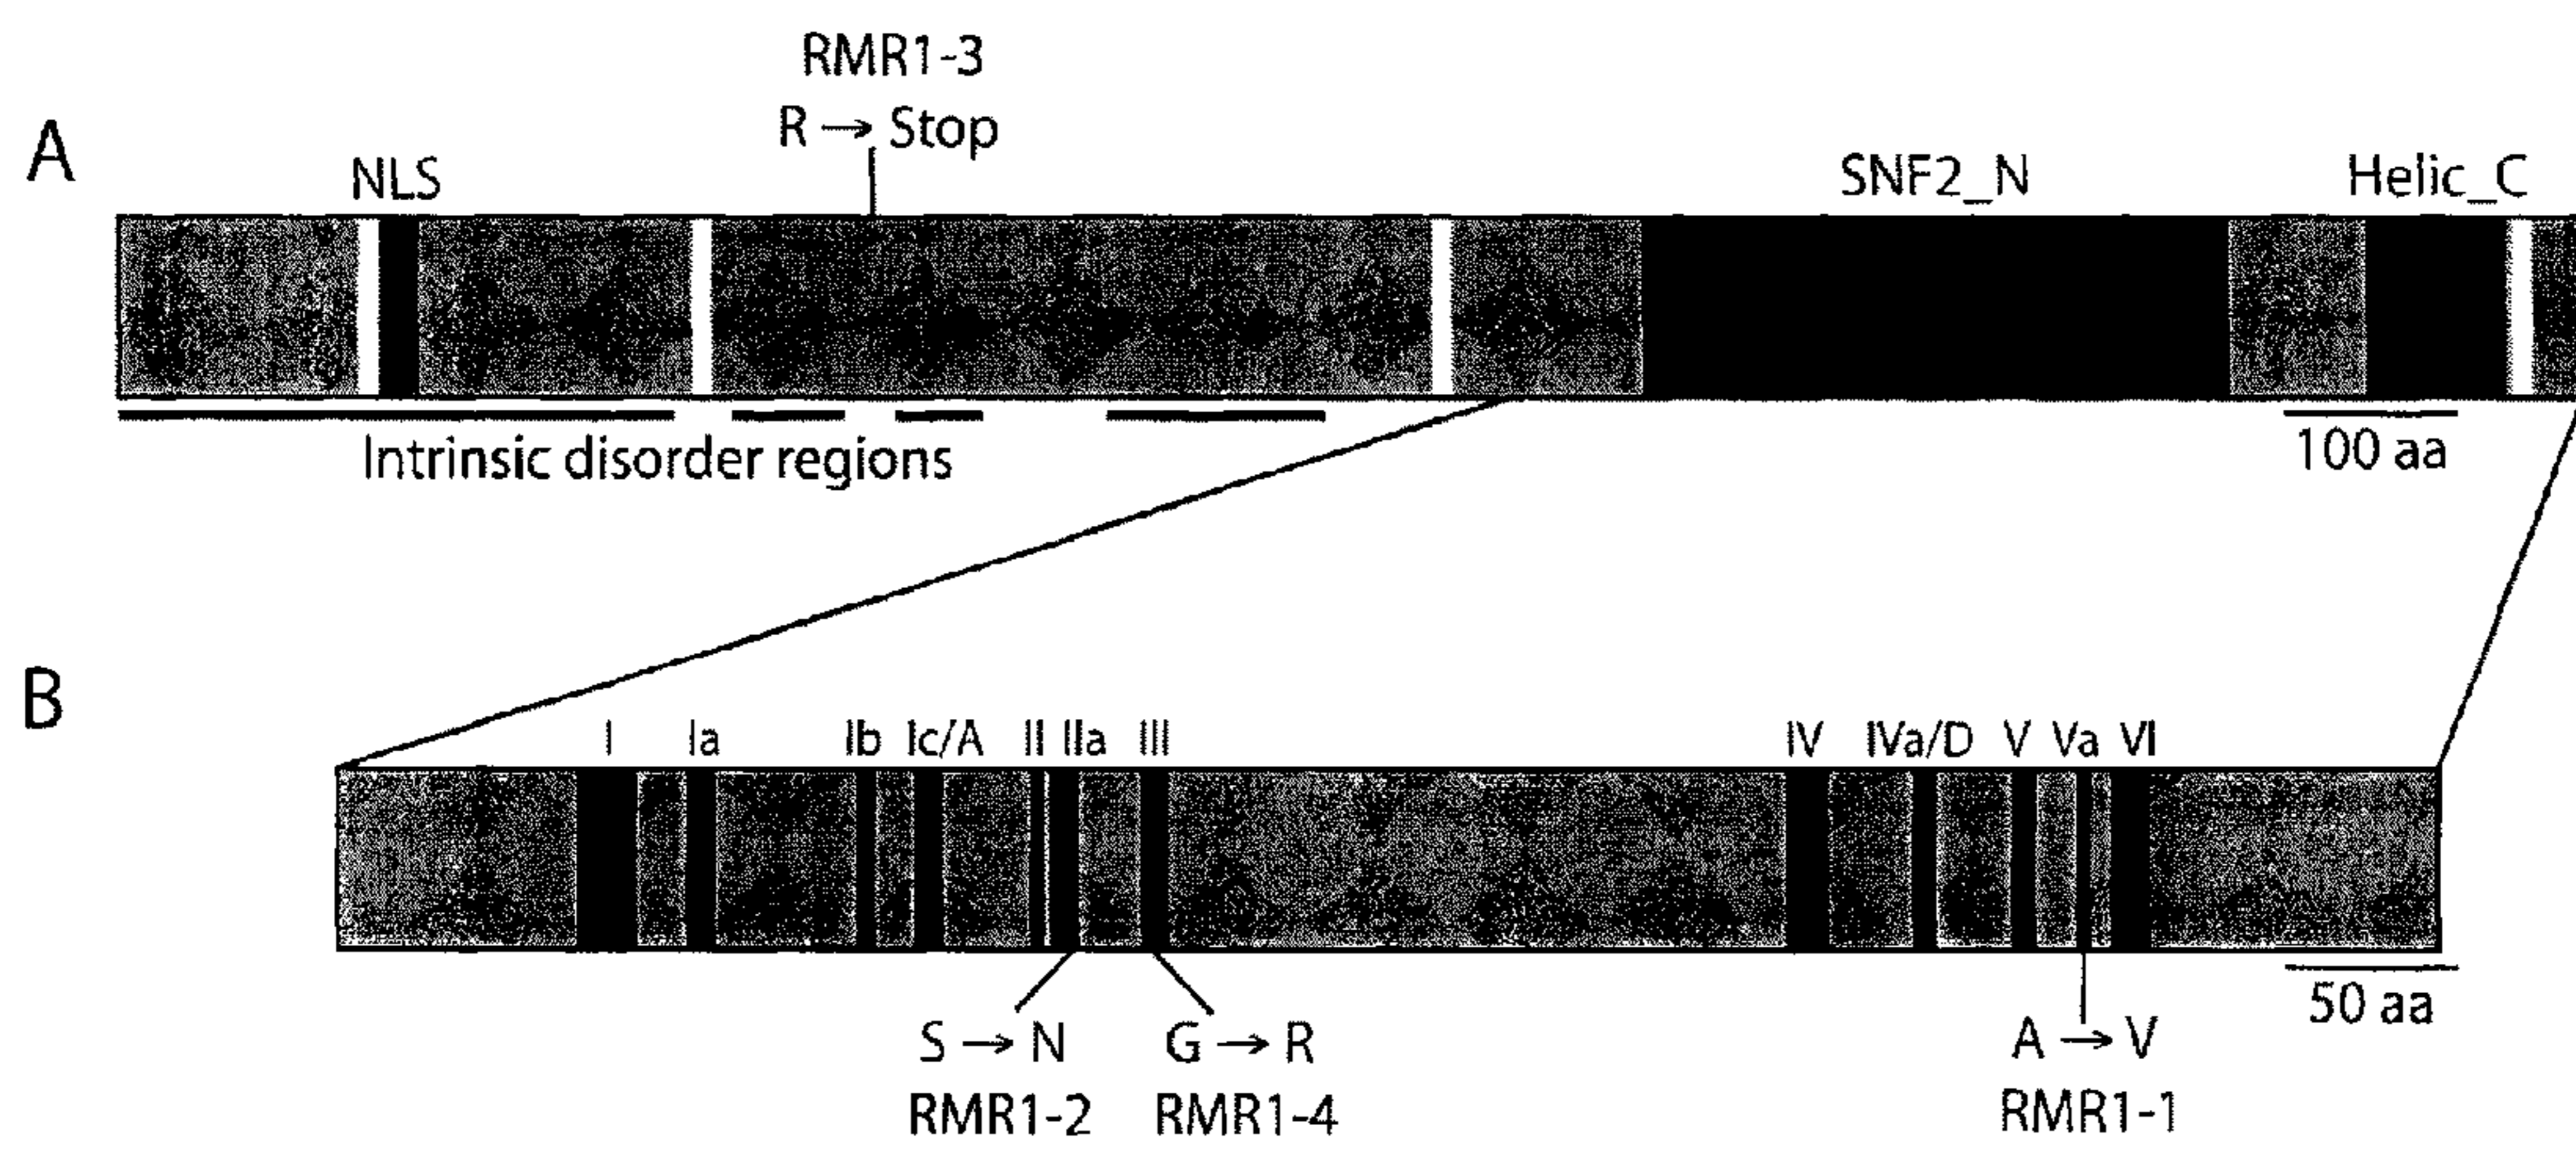 A
RMR1-3
R → Stop
NLS
SNF2_N
Helic_C
Intrinsic disorder regions
100 aa
B
I Ia Ib Ic/A II IIa III IV IVa/D V Va VI
50 aa
S → N
RMR1-2
G → R
RMR1-4
A → V
RMR1-1